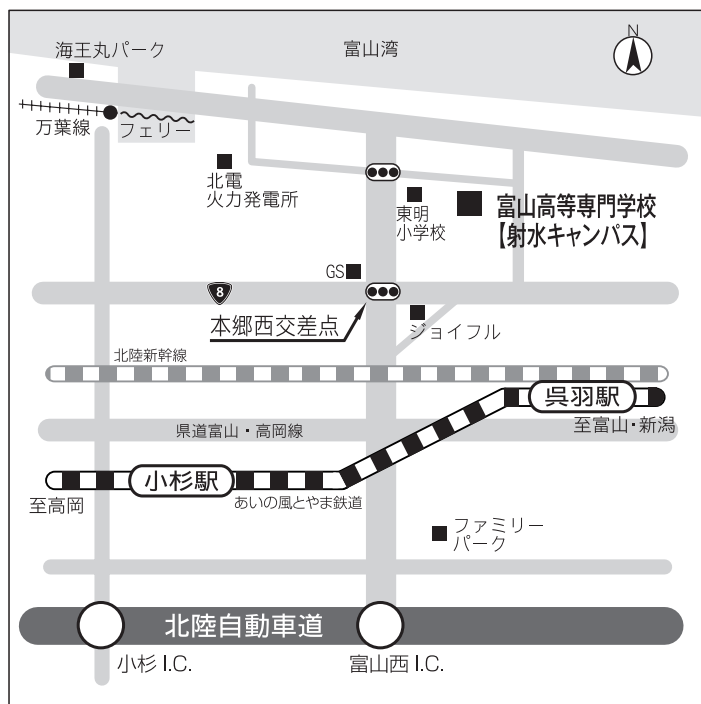 海王丸パーク
富山湾
N
万葉線
フェリー
北電
火力発電所
東明
小学校
富山高等専門学校
【射水キャンパス】
GS
8
本郷西交差点
ジョイフル
北陸新幹線
呉羽駅
県道富山・高岡線
至富山・新潟
小杉駅
至高岡
あいの風とやま鉄道
ファミリー
パーク
北陸自動車道
小杉 I.C.
富山西 I.C.